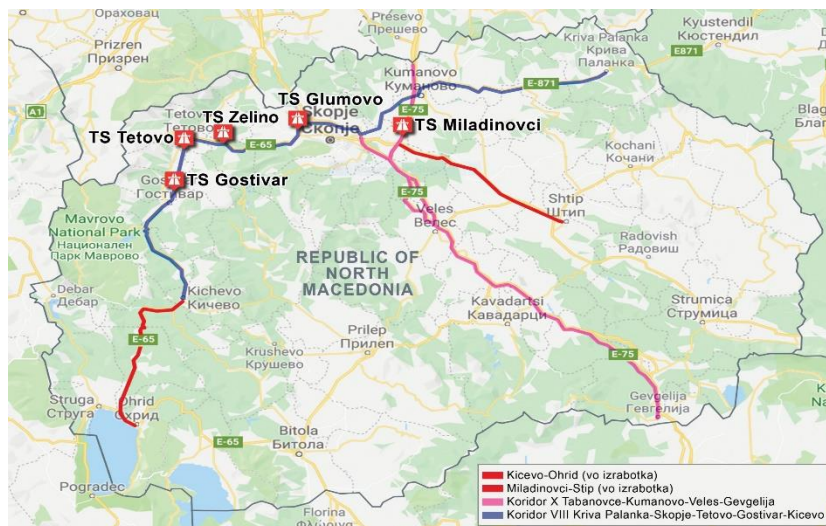 Ораховац
Prizren
Призрен
Preševo
Прешево
Kyustendil
Кюстендил
Kriva Palanka
Крива
Паланка
E871
A1
Kumanovo
Куманово
E-871
E-75
TS Glumovo
TS Zelino
Skopje
Скопје
TS Miladinovci
TS Tetovo
Tetovo
Тетово
E-65
Kochani
Кочани
TS Gostivar
Гостивар
Shtip
Штип
E-75
Veles
Велес
Mavrovo
National Park
Национален
Парк Маврово
Radovish
Радовиш
REPUBLIC OF
NORTH
MACEDONIA
Debar
Дебар
Kichevo
Кичево
Kavadartsi
Кавадарци
Strumica
Струмица
E-65
Prilep
Прилеп
Krushevo
Крушево
E-75
Struga
Струга
Ohrid
Охрид
Gevgelija
Гевгелија
E-65
Bitola
Битола
Pogradec
Florina
Kicevo-Ohrid (vo izrabotka)
Miladinovci-Stip (vo izrabotka)
Koridor X Tabanovce-Kumanovo-Veles-Gevgelija
Koridor VIII Kriva Palanka-Skopje-Tetovo-Gostivar-Kicevo